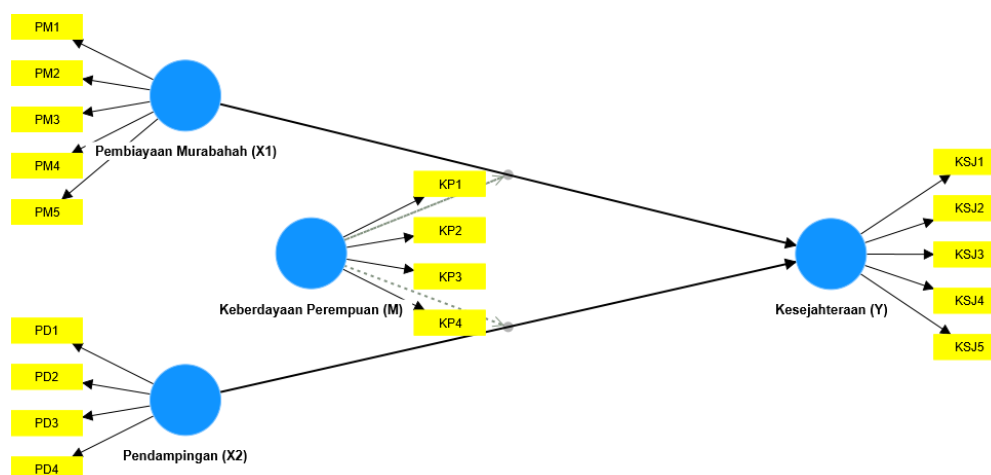 PM1
PM2
PM3
PM4
PM5
Pembiayaan Murabahah (X1)
KP1
KP2
KP3
KP4
Keberdayaan Perempuan (M)
KSJ1
KSJ2
KSJ3
KSJ4
KSJ5
Kesejahteraan (Y)
PD1
PD2
PD3
PD4
Pendampingan (X2)